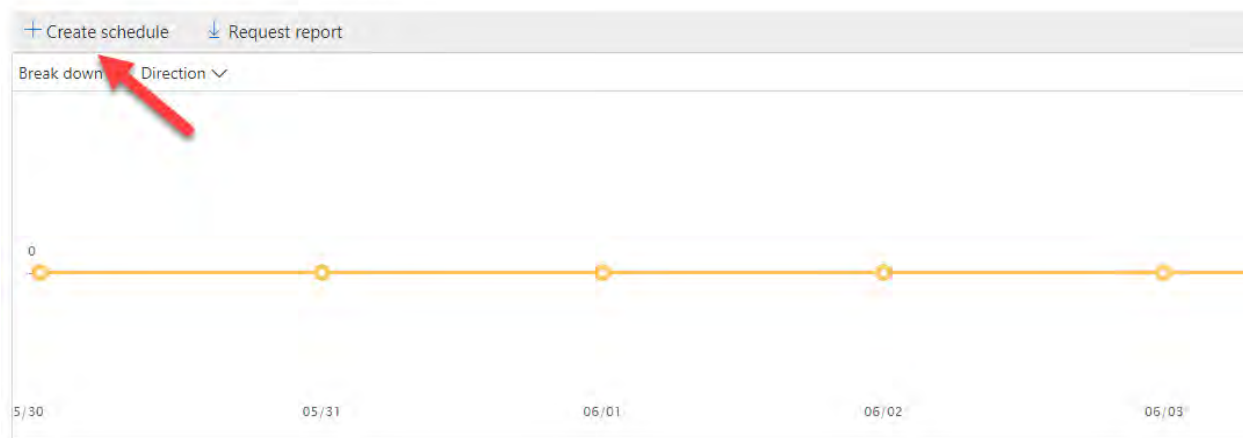 Create schedule Request report
Break down Direction
0
5/30 05/31 06/01 06/02 06/03